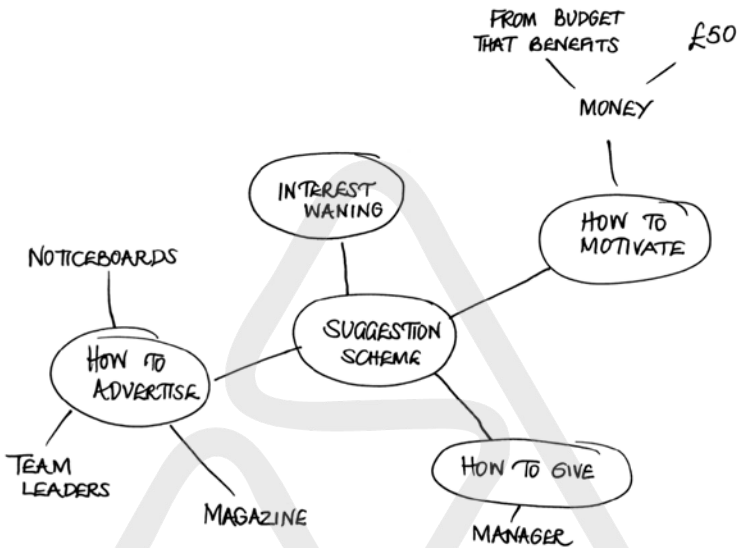 FROM BUDGET
THAT BENEFITS
£50
MONEY
INTEREST
WANING
HOW TO
MOTIVATE
NOTICEBOARDS
SUGGESTION
SCHEME
HOW TO
ADVERTISE
TEAM
LEADERS
MAGAZINE
HOW TO GIVE
MANAGER